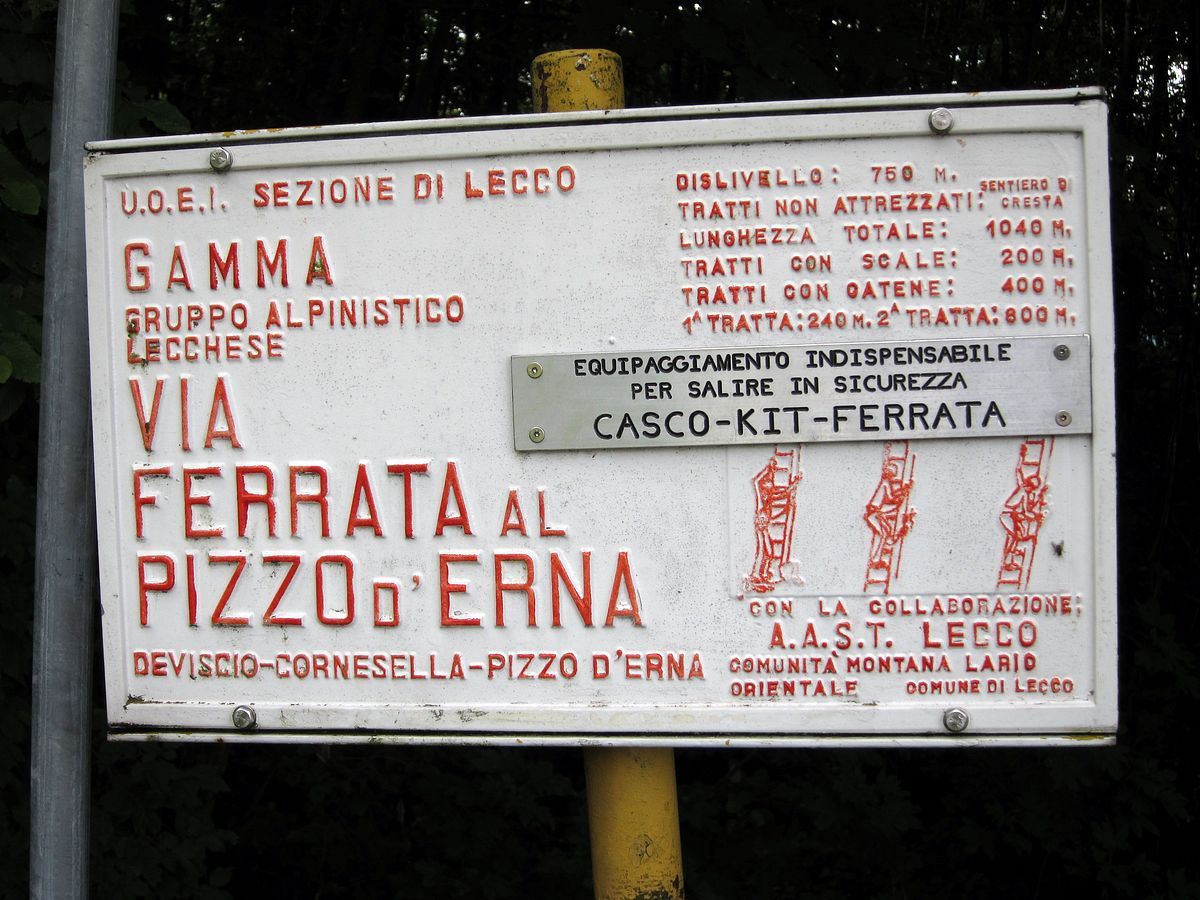 U.O.E.I. SEZIONE DI LECCO
GAMMA
GRUPPO ALPINISTICO
LECCHESE
VIA
FERRATA AL
PIZZO D'ERNA
DEVISCIO-CORNESELLA-PIZZO D'ERNA
DISLIVELLO: 750 M.
TRATTI NON ATTREZZATI: SENTIERO DI CRESTA
LUNGHEZZA TOTALE: 1040 M.
TRATTI CON SCALE: 200 M.
TRATTI CON CATENE: 400 M.
1ᴬ TRATTA: 240 M. 2ᴬ TRATTA: 800 M.
EQUIPAGGIAMENTO INDISPENSABILE
PER SALIRE IN SICUREZZA
CASCO-KIT-FERRATA
CON LA COLLABORAZIONE:
A.A.S.T. LECCO
COMUNITÀ MONTANA LARIO
ORIENTALE COMUNE DI LECCO